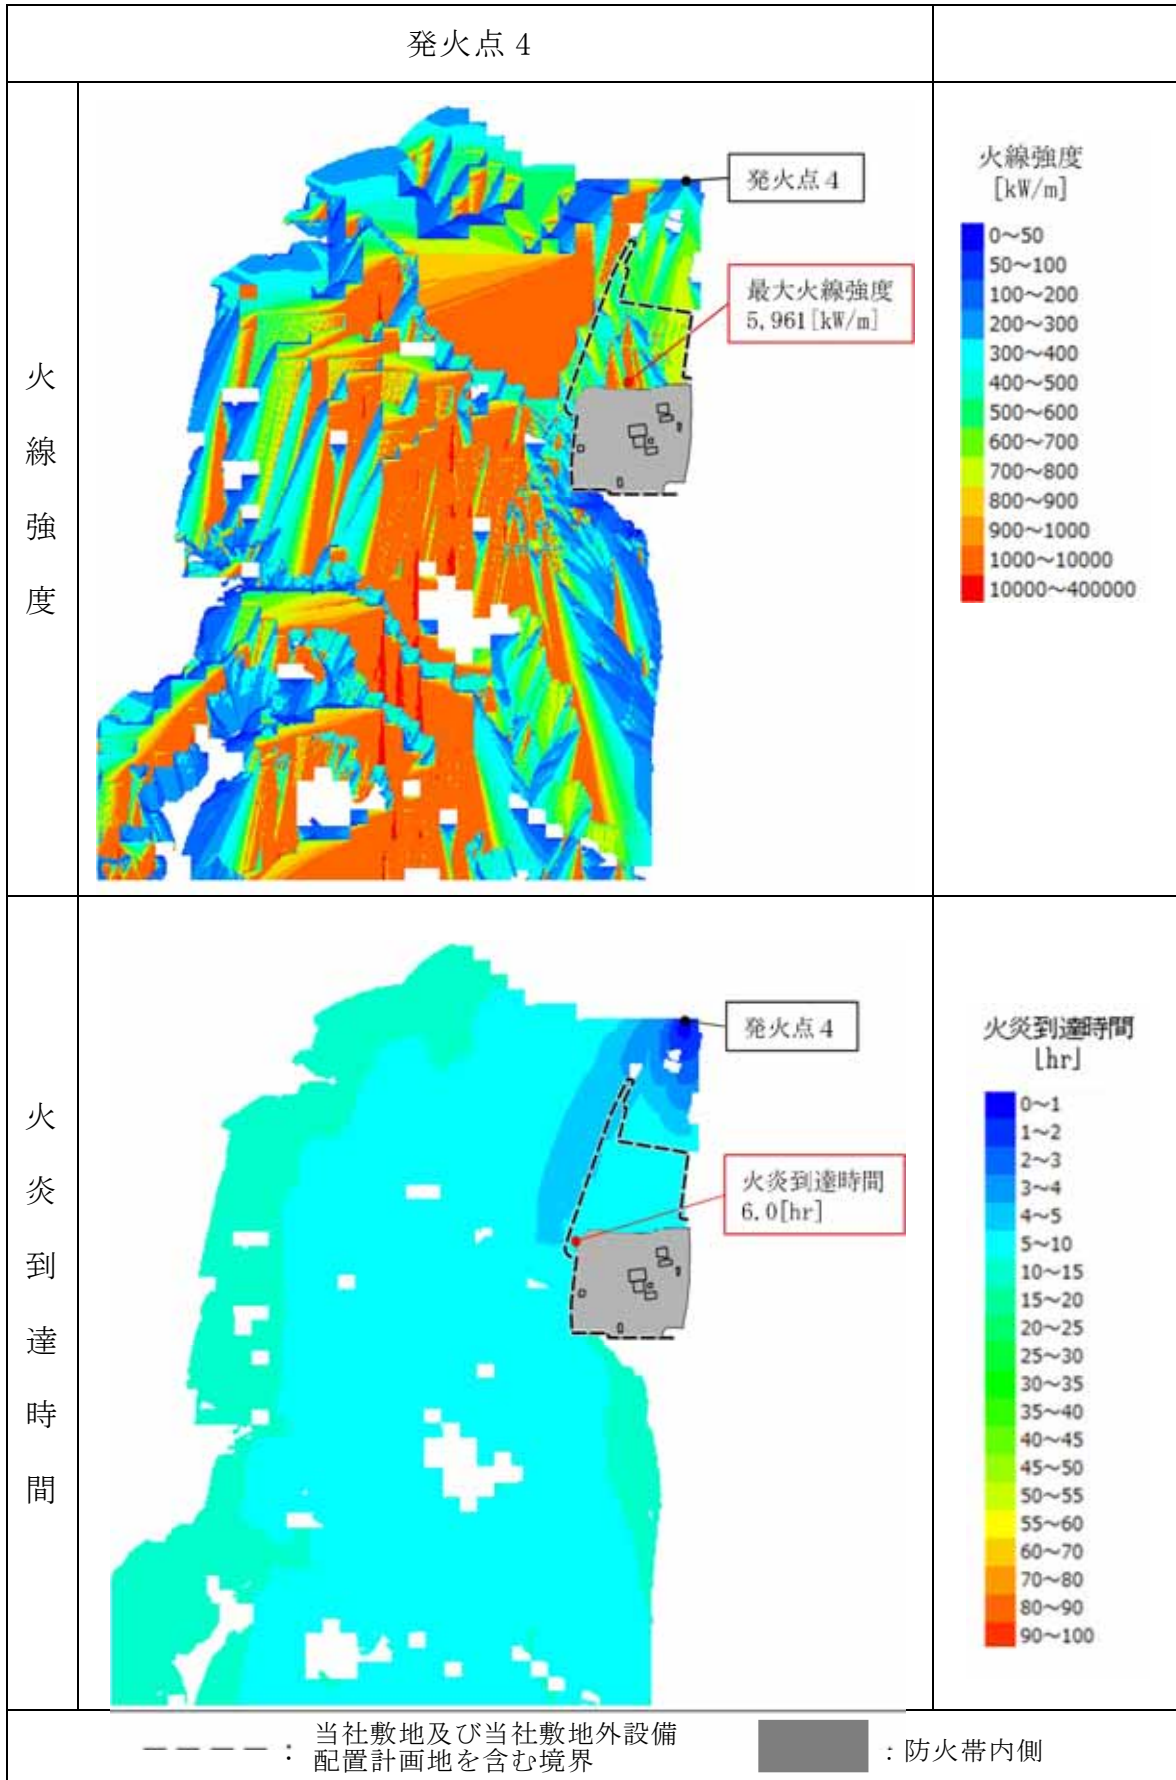 発火点 4
火線強度
発火点 4
最大火線強度
5,961[kW/m]
火線強度
[kW/m]
0～50
50～100
100～200
200～300
300～400
400～500
500～600
600～700
700～800
800～900
900～1000
1000～10000
10000～400000
火炎到達時間
発火点 4
火炎到達時間
6.0[hr]
火炎到達時間
[hr]
0～1
1～2
2～3
3～4
4～5
5～10
10～15
15～20
20～25
25～30
30～35
35～40
40～45
45～50
50～55
55～60
60～70
70～80
80～90
90～100
： 当社敷地及び当社敷地外設備
配置計画地を含む境界
：防火帯内側